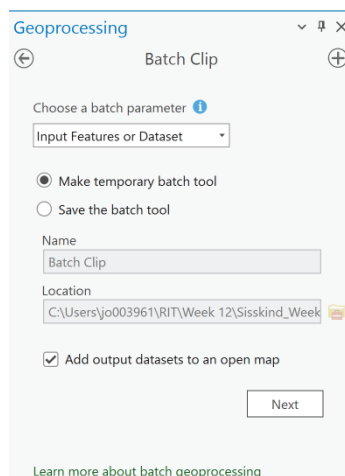 Geoprocessing
Batch Clip
Choose a batch parameter
Input Features or Dataset
Make temporary batch tool
Save the batch tool
Name
Batch Clip
Location
C:\Users\jo003961\RIT\Week 12\Sisskind_Week
Add output datasets to an open map
Next
Learn more about batch geoprocessing